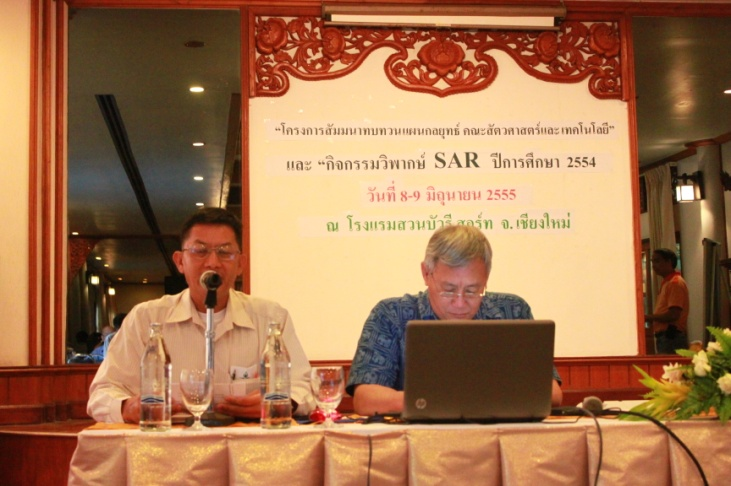 "โครงการสัมมนาทบทวนแผนกลยุทธ์ คณะสัตวศาสตร์และเทคโนโลยี"
และ "กิจกรรมวิพากษ์ SAR ปีการศึกษา 2554
วันที่ 8-9 มิถุนายน 2555
ณ โรงแรมสวนบัวรีสอร์ท จ.เชียงใหม่
hp